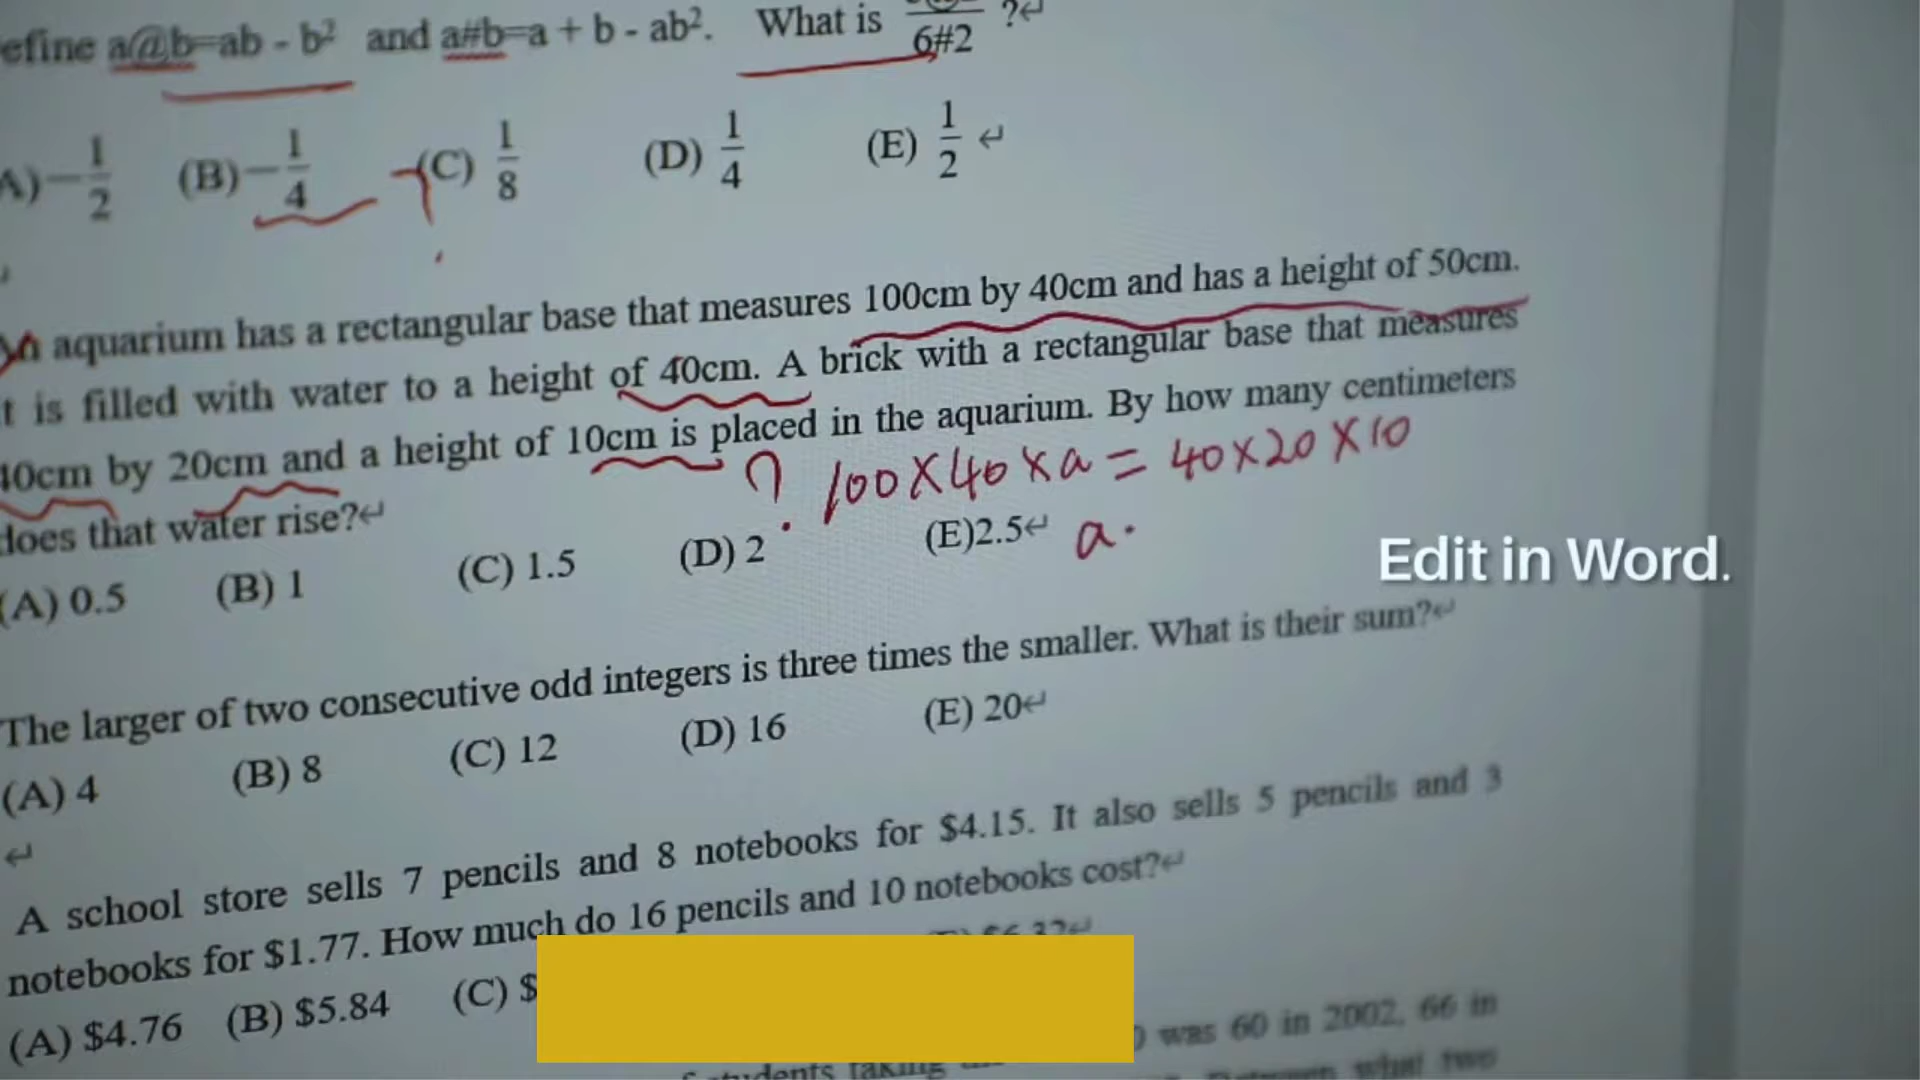 efine a@b=ab - b² and a#b=a + b - ab². What is 6#2 ?↵
A) -1/2 (B) -1/4 (C) 1/8 (D) 1/4 (E) 1/2 ↵
↵
aquarium has a rectangular base that measures 100cm by 40cm and has a height of 50cm.
t is filled with water to a height of 40cm. A brick with a rectangular base that measures
40cm by 20cm and a height of 10cm is placed in the aquarium. By how many centimeters
does that water rise?↵
? 100×40×a = 40×20×10
(A) 0.5 (B) 1 (C) 1.5 (D) 2 (E)2.5↵ a.
Edit in Word.
The larger of two consecutive odd integers is three times the smaller. What is their sum?↵
(A) 4 (B) 8 (C) 12 (D) 16 (E) 20↵
↵
A school store sells 7 pencils and 8 notebooks for $4.15. It also sells 5 pencils and 3
notebooks for $1.77. How much do 16 pencils and 10 notebooks cost?↵
(A) $4.76 (B) $5.84 (C) $
was 60 in 2002, 66 in
students taking
Between what two